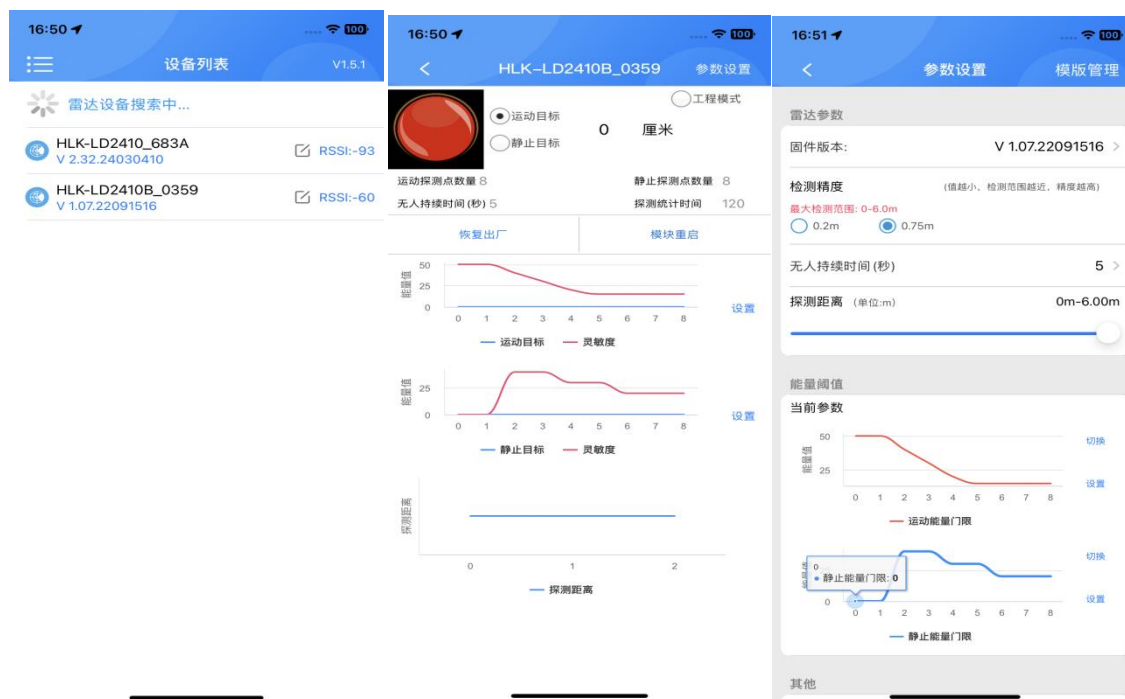 16:50
100
设备列表
V1.5.1
雷达设备搜索中...
HLK-LD2410_683A
V 2.32.24030410
RSSI:-93
HLK-LD2410B_0359
V 1.07.22091516
RSSI:-60
16:50
100
HLK-LD2410B_0359
参数设置
工程模式
运动目标
静止目标
0 厘米
运动探测点数量 8
静止探测点数量 8
无人持续时间(秒) 5
探测统计时间 120
恢复出厂
模块重启
能量值
50
25
0
0 1 2 3 4 5 6 7 8
设置
运动目标 灵敏度
能量值
25
0
0 1 2 3 4 5 6 7 8
设置
静止目标 灵敏度
探测距离
0 1 2
探测距离
16:51
100
参数设置
模版管理
雷达参数
固件版本:
V 1.07.22091516
检测精度
(值越小、检测范围越近、精度越高)
最大检测范围: 0-6.0m
0.2m
0.75m
无人持续时间(秒)
5
探测距离 (单位:m)
0m-6.00m
能量阈值
当前参数
能量值
50
25
切换
设置
0 1 2 3 4 5 6 7 8
运动能量门限
0
静止能量门限: 0
0
切换
设置
0 1 2 3 4 5 6 7 8
静止能量门限
其他